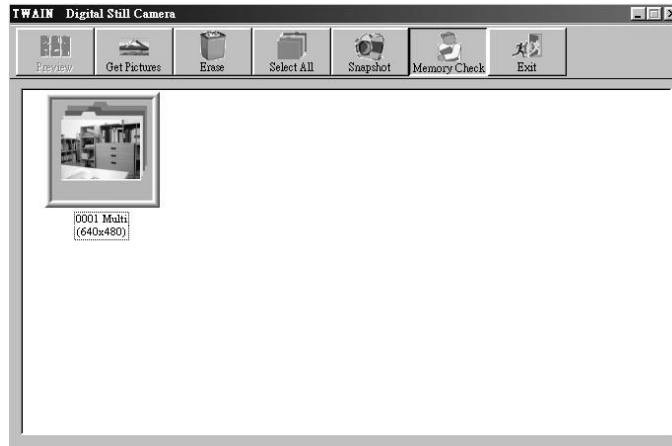 TWAIN Digital Still Camera
Preview
Get Pictures
Erase
Select All
Snapshot
Memory Check
Exit
0001 Multi
(640x480)